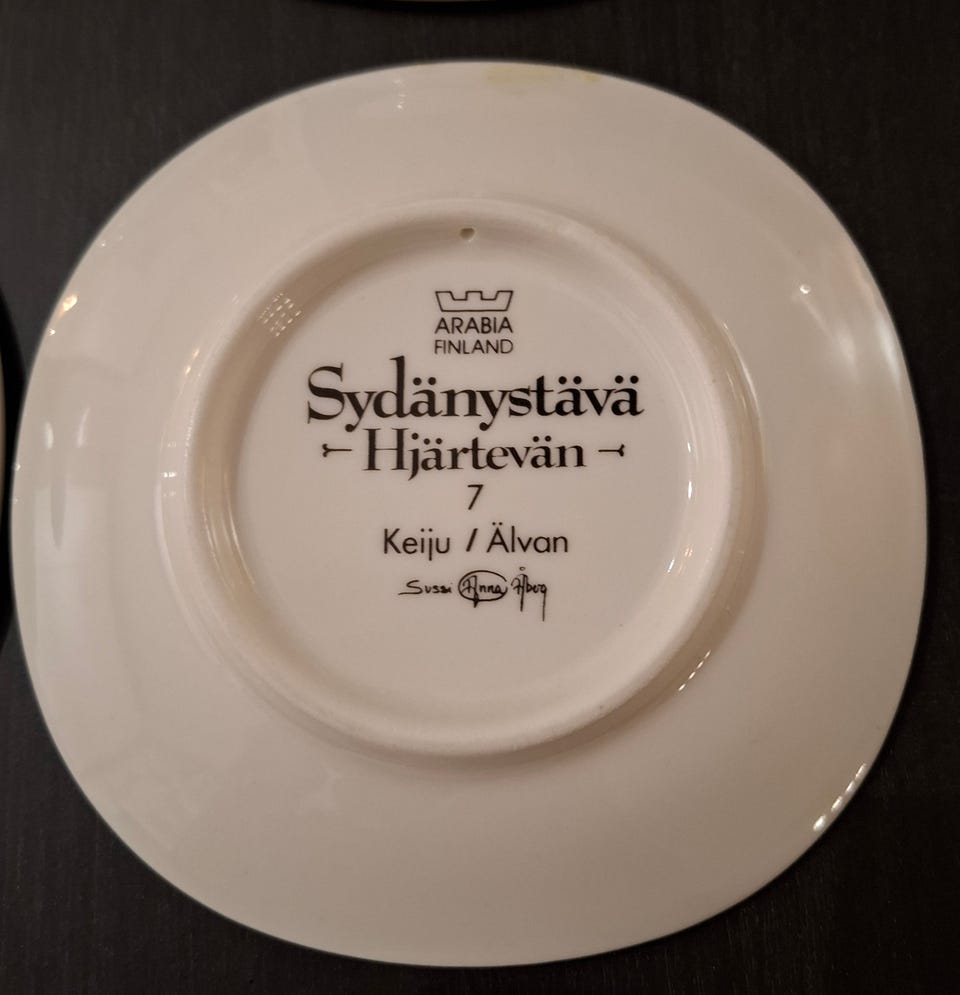 ARABIA
FINLAND
Sydänystävä
Hjärtevän
7
Keiju / Älvan
Sussi Anna Åberg